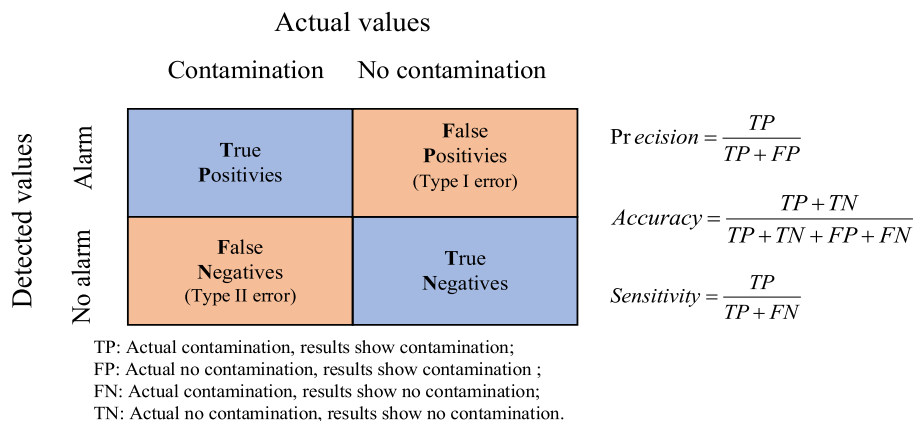 Actual values
Contamination
No contamination
Detected values
Alarm
No alarm
True
Positivies
False
Positivies
(Type I error)
False
Negatives
(Type II error)
True
Negatives
Pr ecision = TP / (TP + FP)
Accuracy = TP + TN / (TP + TN + FP + FN)
Sensitivity = TP / (TP + FN)
TP: Actual contamination, results show contamination;
FP: Actual no contamination, results show contamination ;
FN: Actual contamination, results show no contamination;
TN: Actual no contamination, results show no contamination.